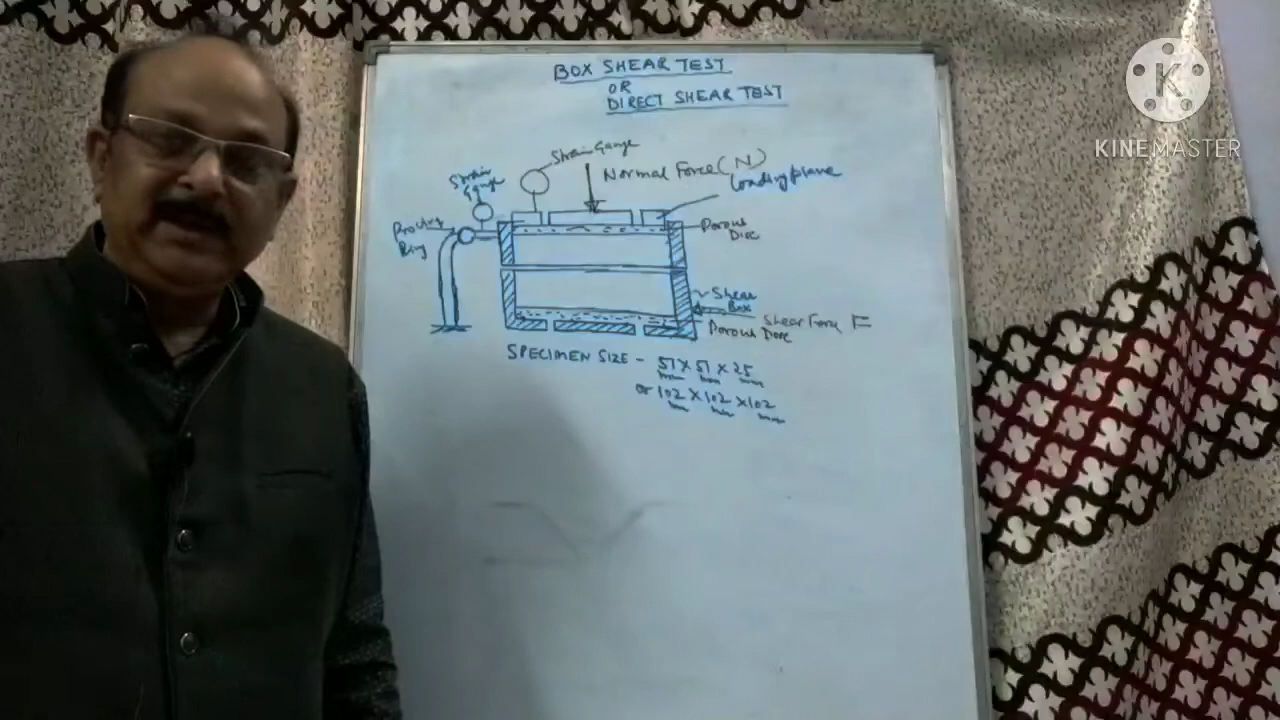 BOX SHEAR TEST
OR
DIRECT SHEAR TEST
Strain Gauge
Normal Force (N)
Strain
Gauge
Loading plane
Proving
Ring
Porous
Disc
Shear
Box
Shear Force F
Porous Disc
SPECIMEN SIZE - 51 X 51 X 25
mm mm mm
or 102 X 102 X 102
mm mm mm
K
KINEMASTER